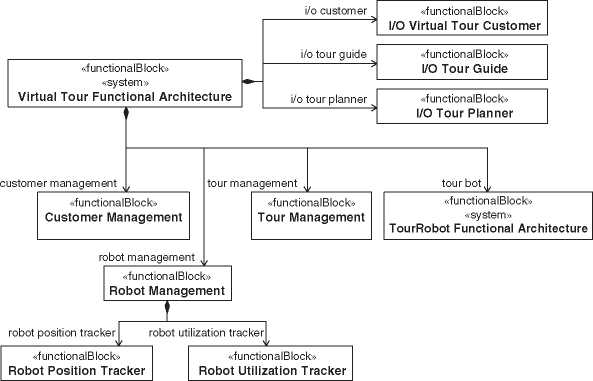 i/o customer
«functionalBlock»
I/O Virtual Tour Customer
i/o tour guide
«functionalBlock»
I/O Tour Guide
«functionalBlock»
«system»
Virtual Tour Functional Architecture
i/o tour planner
«functionalBlock»
I/O Tour Planner
customer management
tour management
tour bot
«functionalBlock»
Customer Management
«functionalBlock»
Tour Management
«functionalBlock»
«system»
TourRobot Functional Architecture
robot management
«functionalBlock»
Robot Management
robot position tracker
robot utilization tracker
«functionalBlock»
Robot Position Tracker
«functionalBlock»
Robot Utilization Tracker